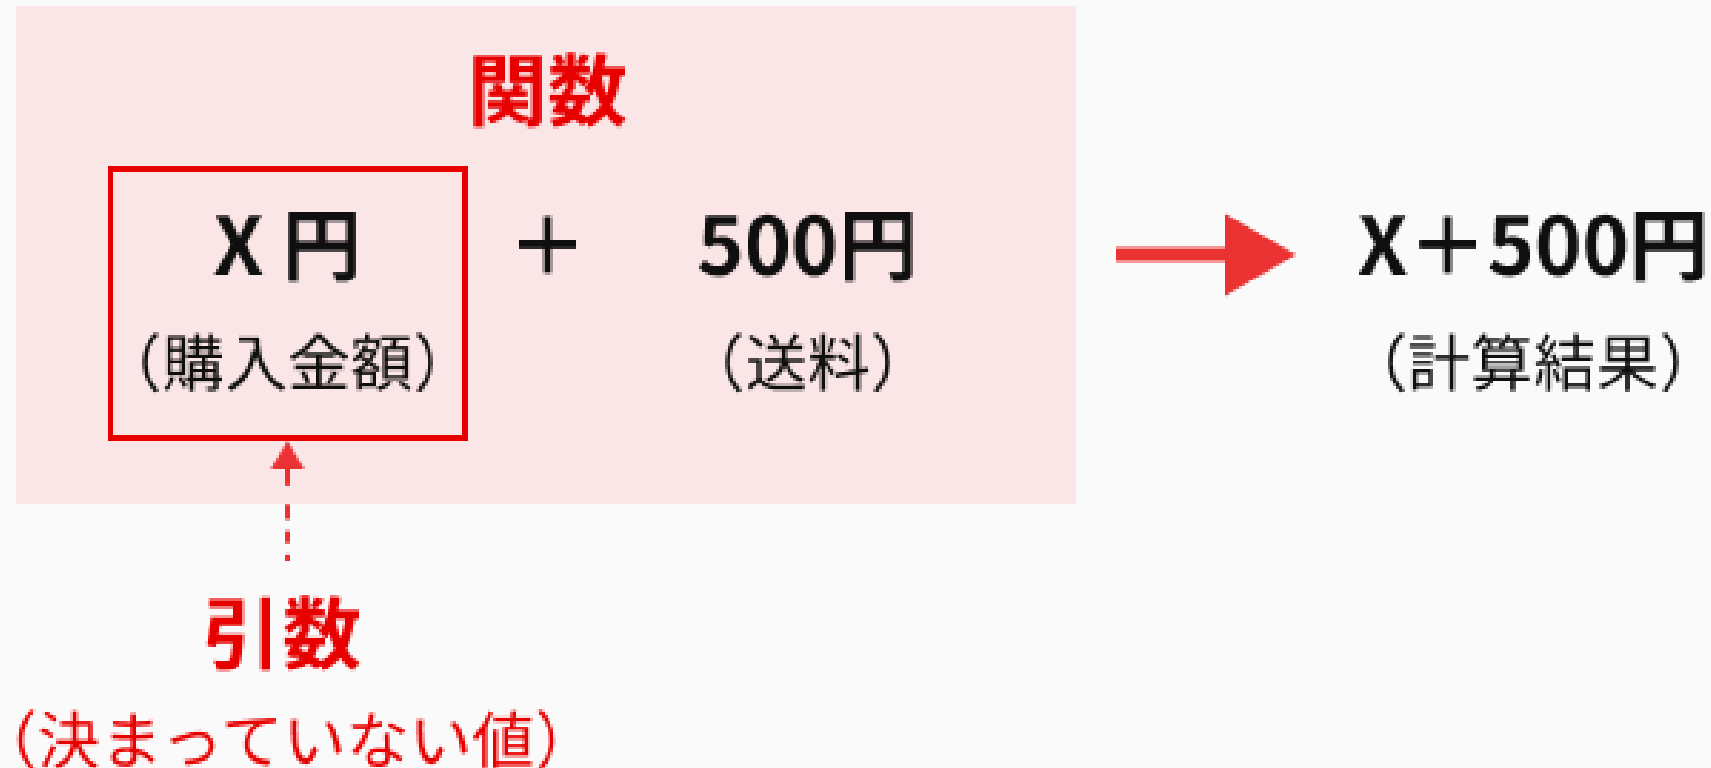 関数
X 円 + 500円 X+500円
(購入金額) (送料) (計算結果)
引数
(決まっていない値)